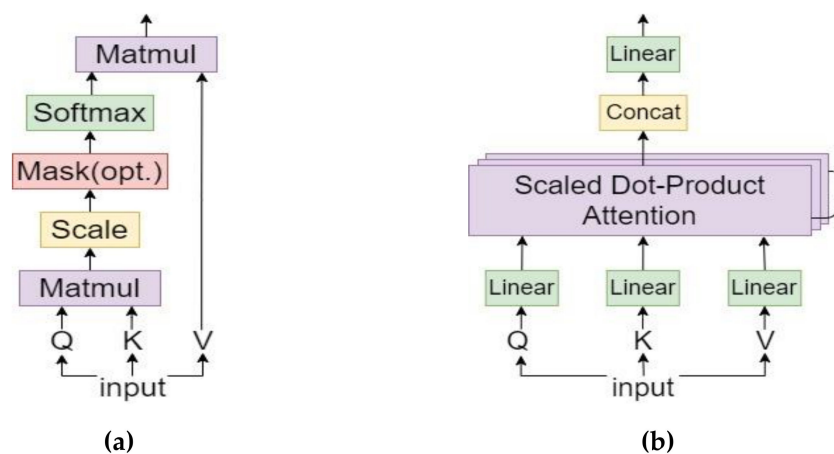 Matmul
Softmax
Mask(opt.)
Scale
Matmul
Q K V
input
(a)
Linear
Concat
Scaled Dot-Product
Attention
Linear Linear Linear
Q K V
input
(b)